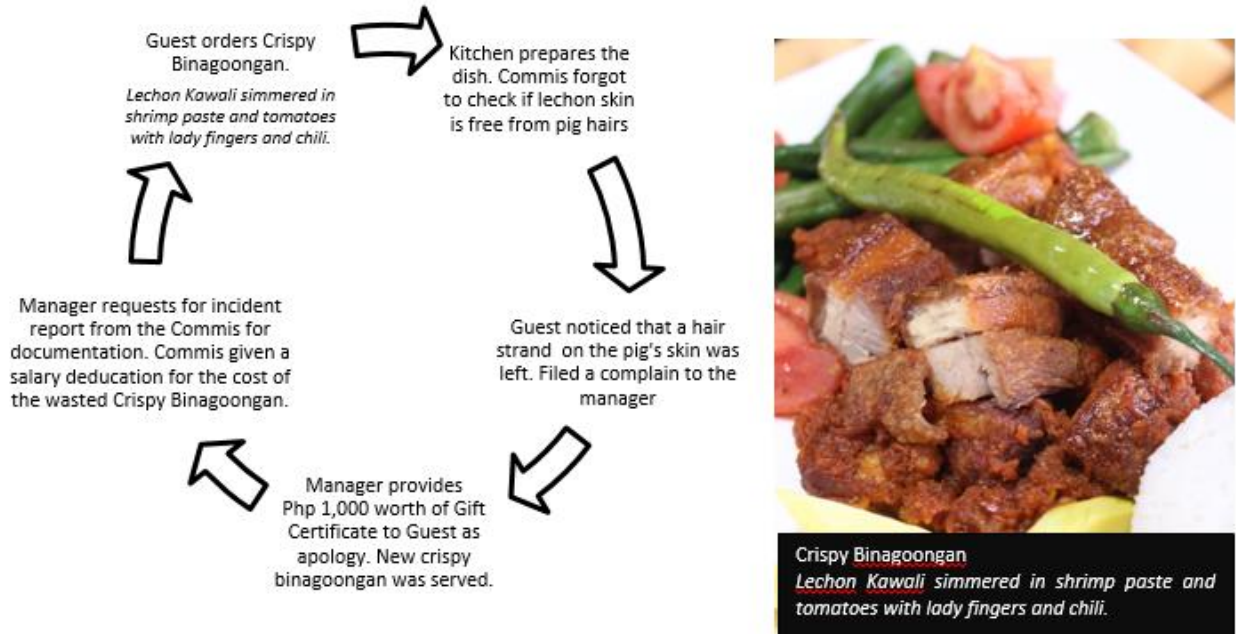 Guest orders Crispy
Binagoongan.
Lechon Kawali simmered in
shrimp paste and tomatoes
with lady fingers and chili.
Kitchen prepares the
dish. Commis forgot
to check if lechon skin
is free from pig hairs
Guest noticed that a hair
strand on the pig's skin was
left. Filed a complain to the
manager
Manager provides
Php 1,000 worth of Gift
Certificate to Guest as
apology. New crispy
binagoongan was served.
Manager requests for incident
report from the Commis for
documentation. Commis given a
salary deducation for the cost of
the wasted Crispy Binagoongan.
Crispy Binagoongan
Lechon Kawali simmered in shrimp paste and
tomatoes with lady fingers and chili.